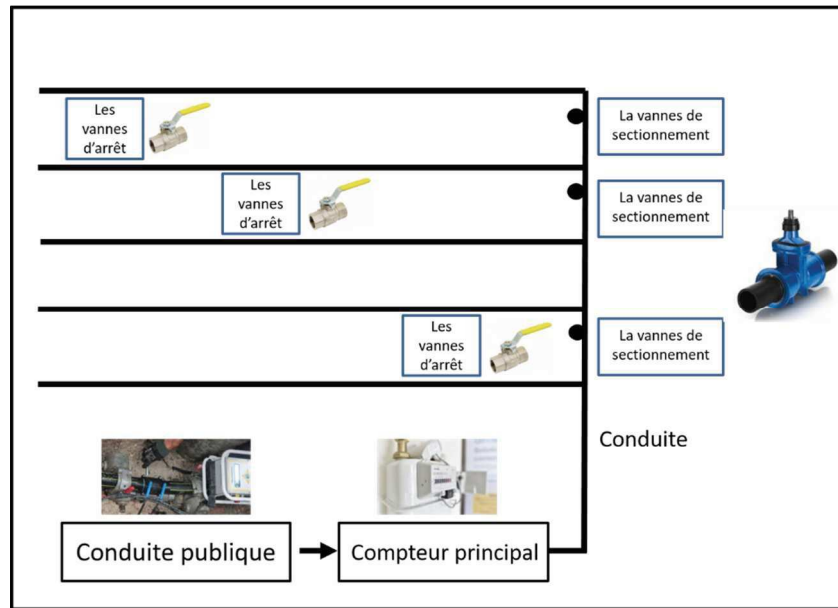 Les
vannes
d'arrêt
La vannes de
sectionnement
Les
vannes
d'arrêt
La vannes de
sectionnement
Les
vannes
d'arrêt
La vannes de
sectionnement
Conduite
Conduite publique
Compteur principal